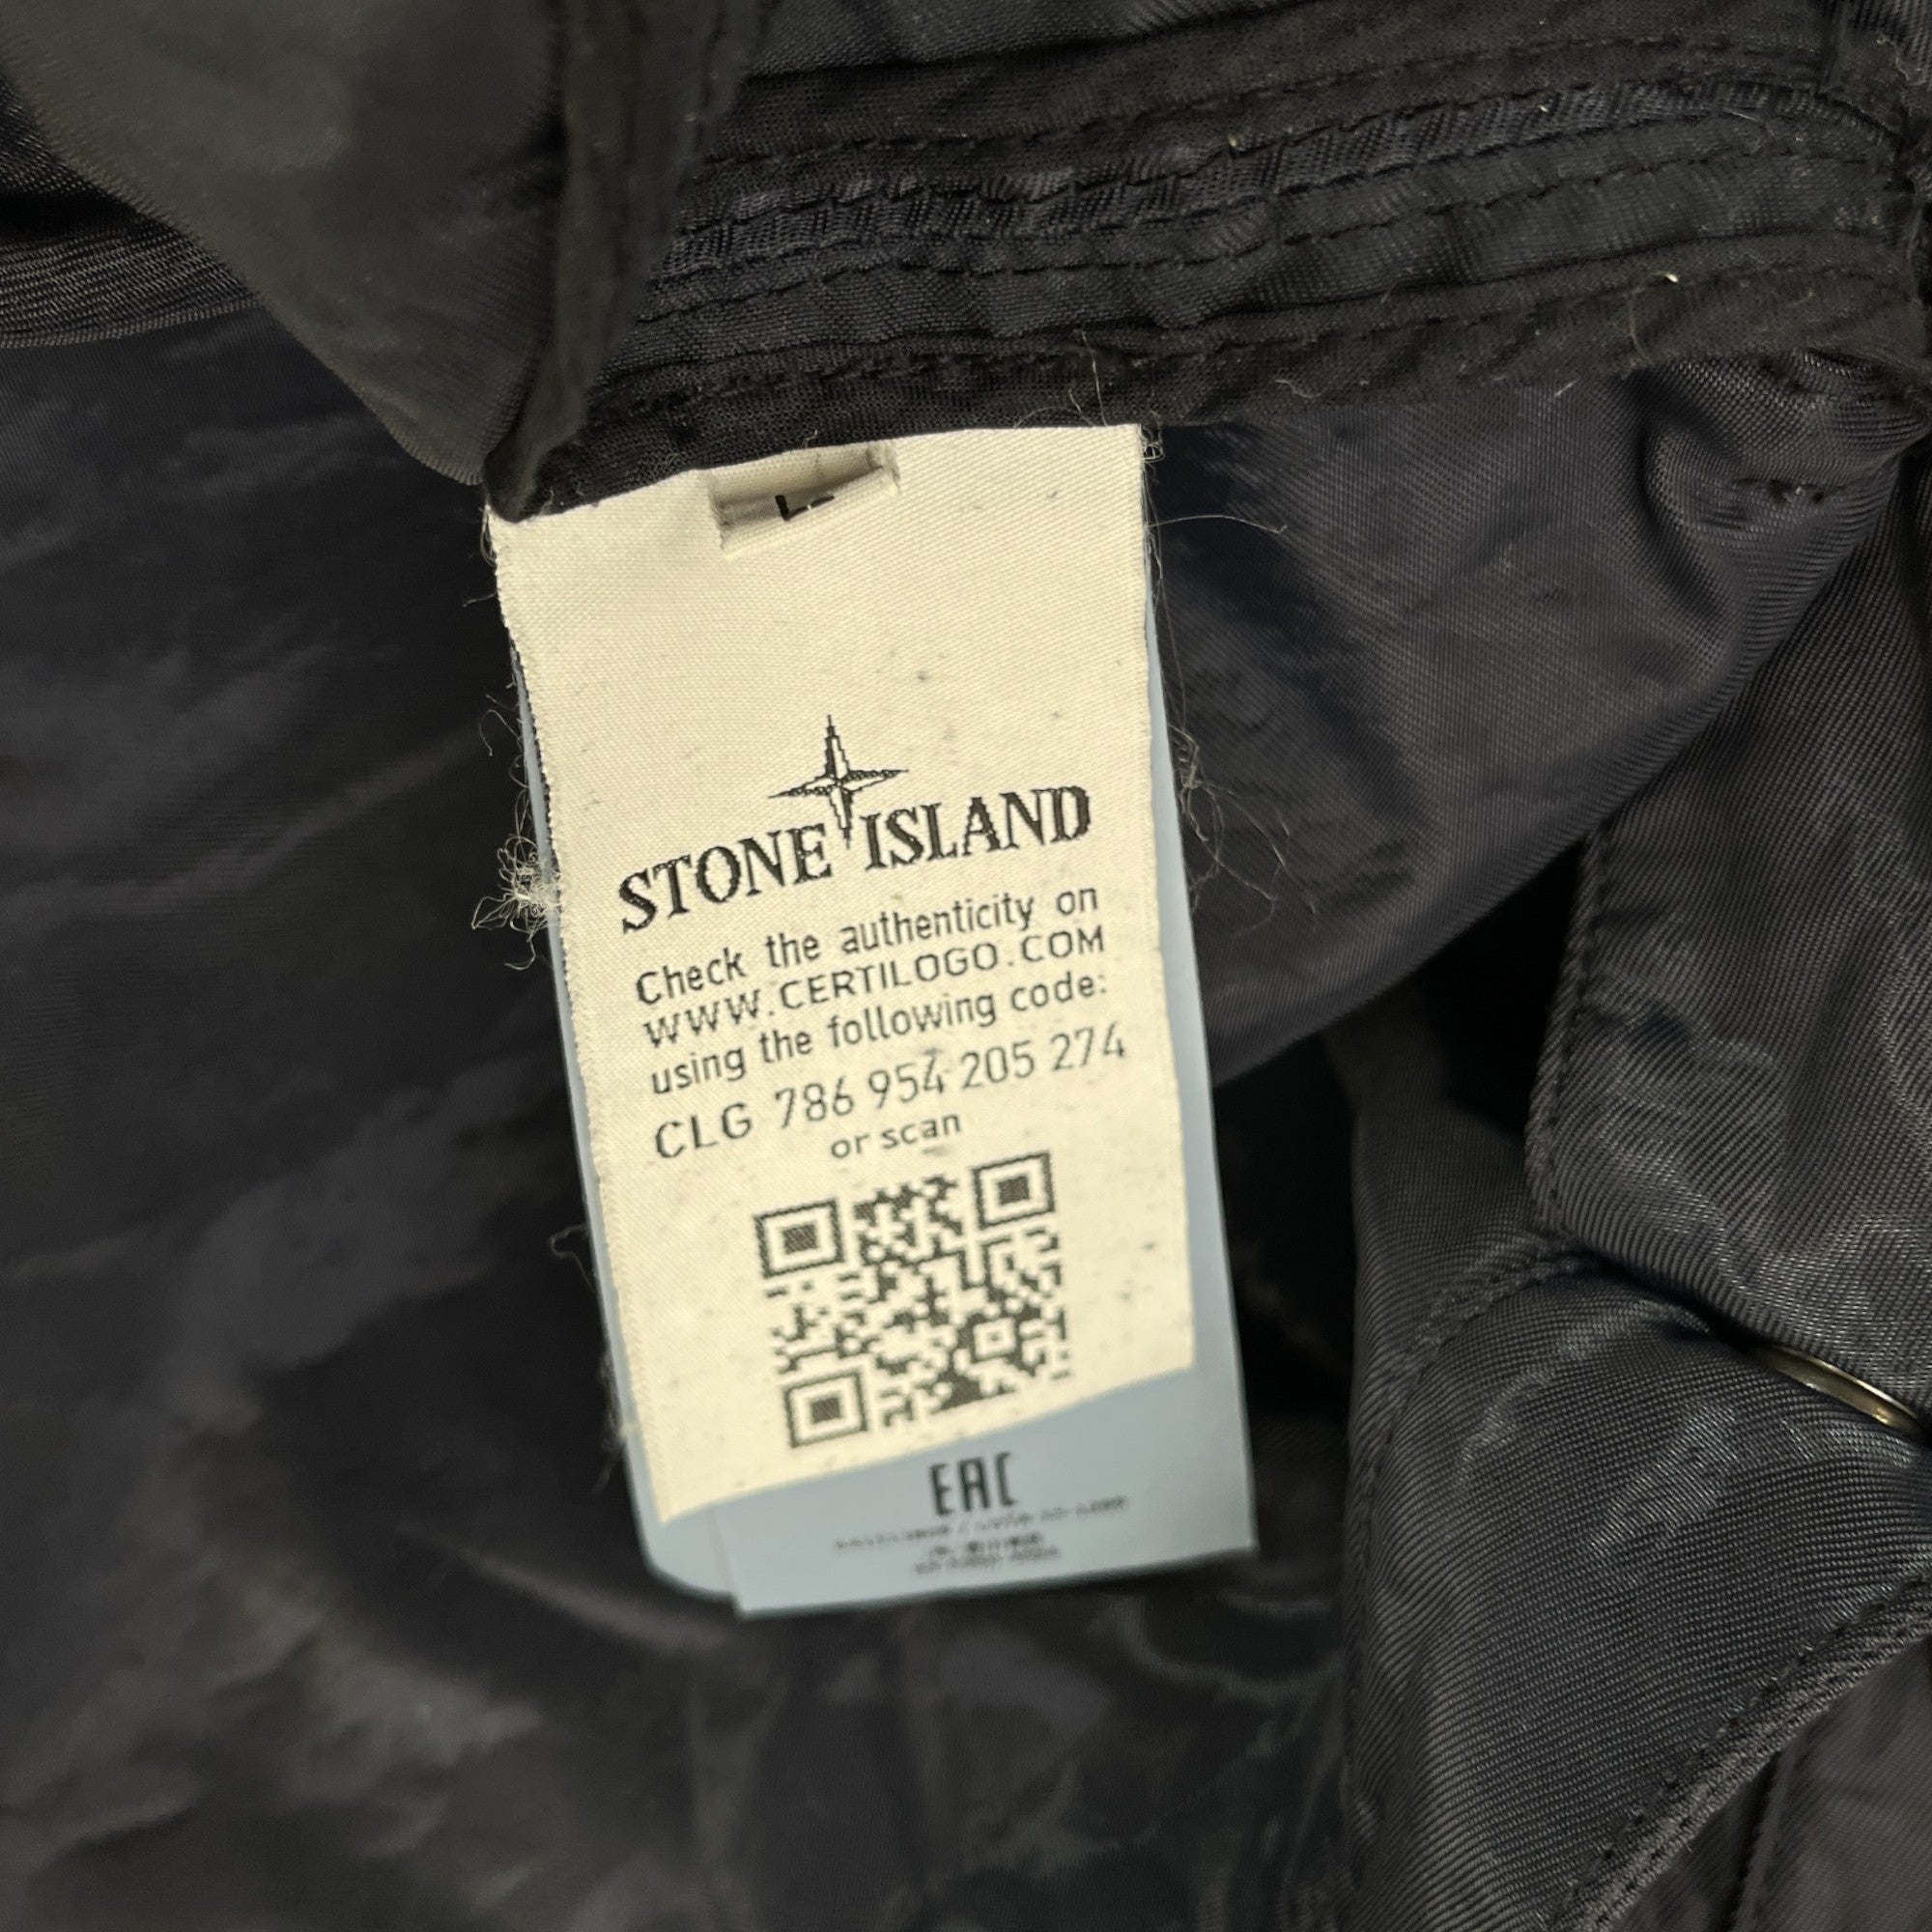 STONE ISLAND
Check the authenticity on
WWW.CERTILOGO.COM
using the following code:
CLG 786 954 205 274
or scan
EAC